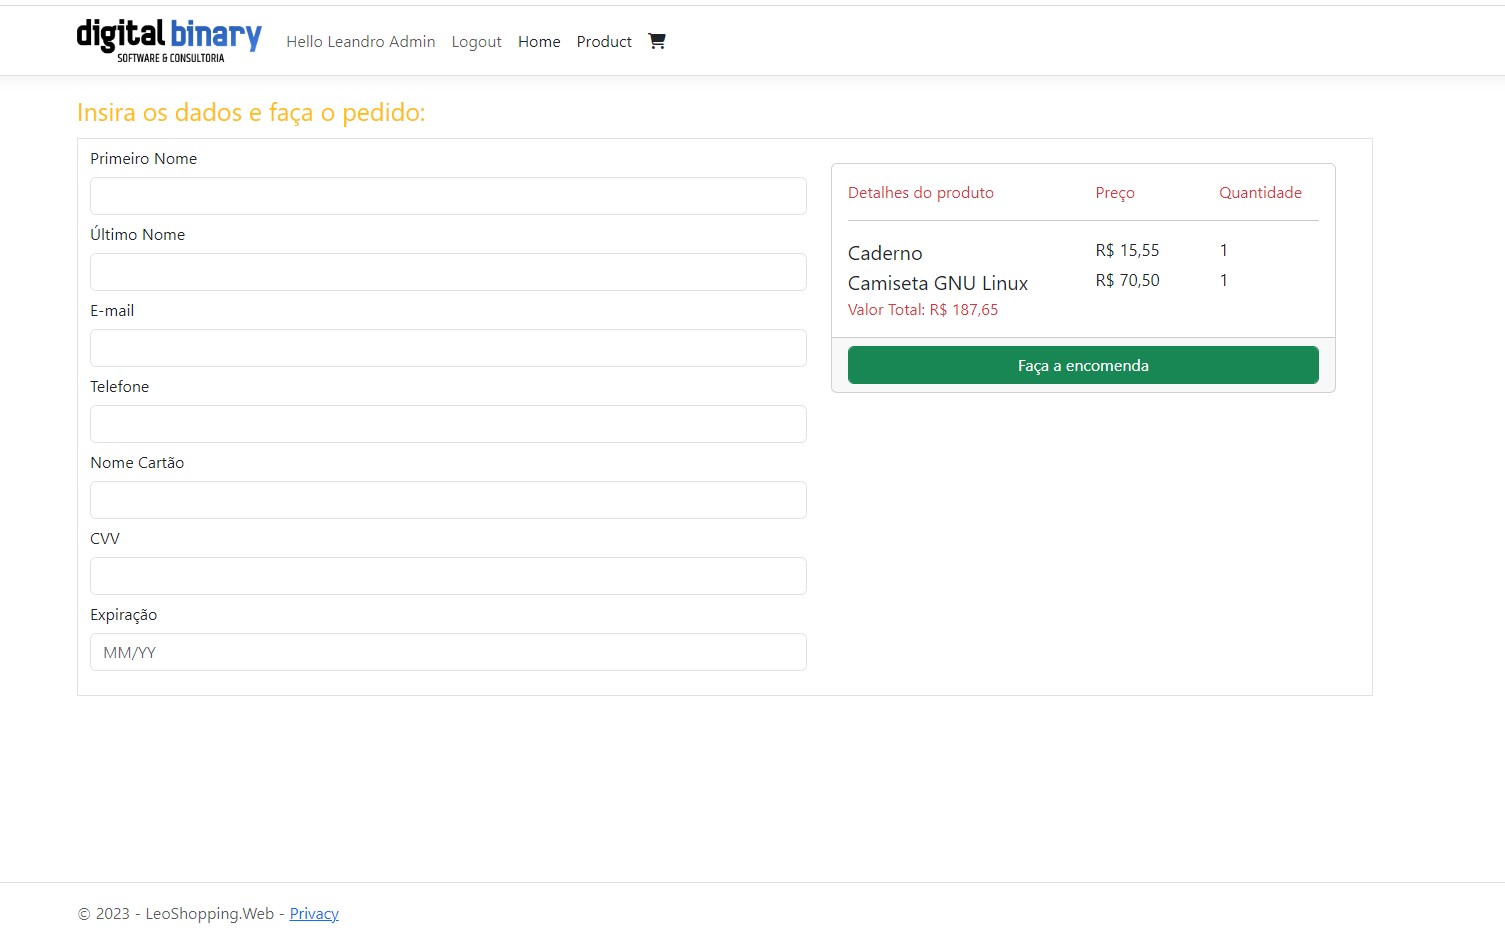 digital binary
SOFTWARE & CONSULTORIA
Hello Leandro Admin Logout Home Product
Insira os dados e faça o pedido:
Primeiro Nome
Último Nome
E-mail
Telefone
Nome Cartão
CVV
Expiração
MM/YY
Detalhes do produto Preço Quantidade
Caderno R$ 15,55 1
Camiseta GNU Linux R$ 70,50 1
Valor Total: R$ 187,65
Faça a encomenda
© 2023 - LeoShopping.Web - Privacy